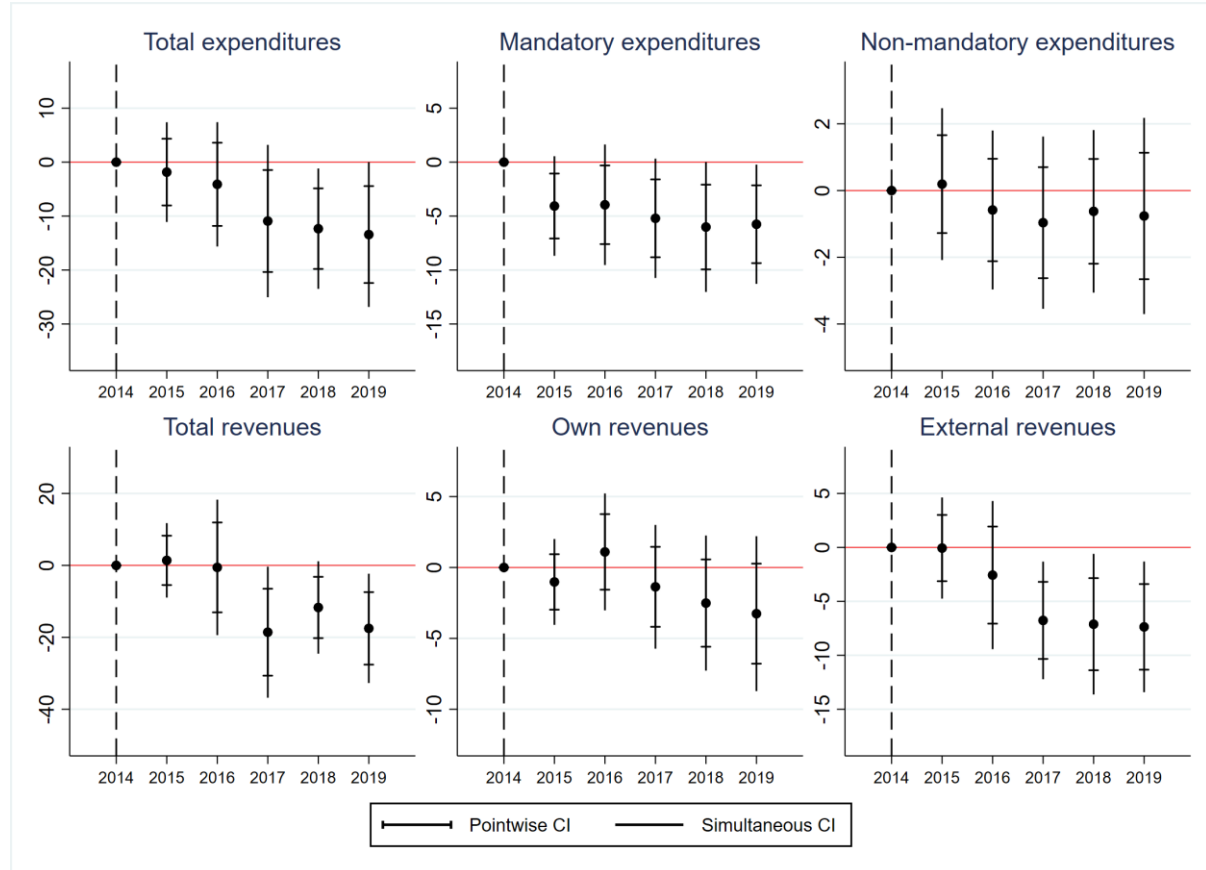 Total expenditures
10
0
-10
-20
-30
2014 2015 2016 2017 2018 2019
Mandatory expenditures
5
0
-5
-10
-15
2014 2015 2016 2017 2018 2019
Non-mandatory expenditures
2
0
-2
-4
2014 2015 2016 2017 2018 2019
Total revenues
20
0
-20
-40
2014 2015 2016 2017 2018 2019
Own revenues
5
0
-5
-10
2014 2015 2016 2017 2018 2019
External revenues
5
0
-5
-10
-15
2014 2015 2016 2017 2018 2019
Pointwise CI Simultaneous CI